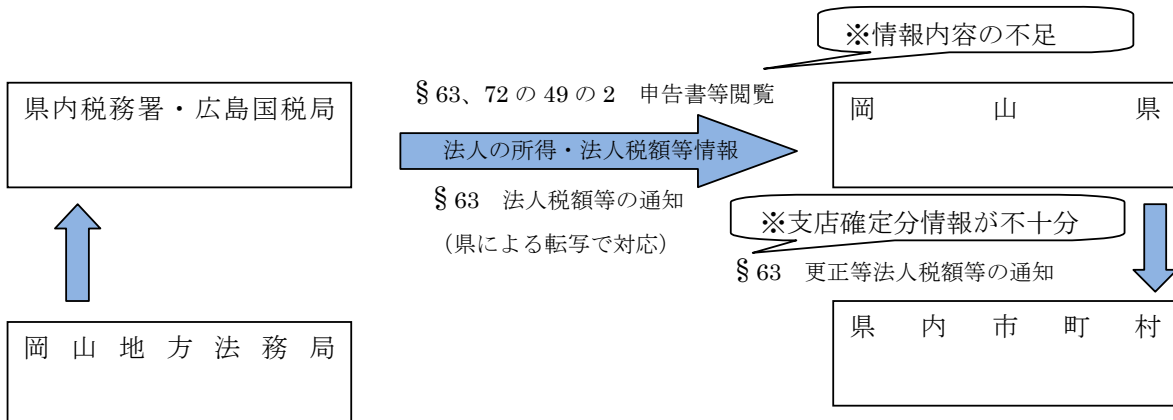 ※情報内容の不足
県内税務署・広島国税局
§63、72の49の2　申告書等閲覧
岡山県
法人の所得・法人税額等情報
§63　法人税額等の通知
（県による転写で対応）
※支店確定分情報が不十分
§63　更正等法人税額等の通知
岡山地方法務局
県内市町村